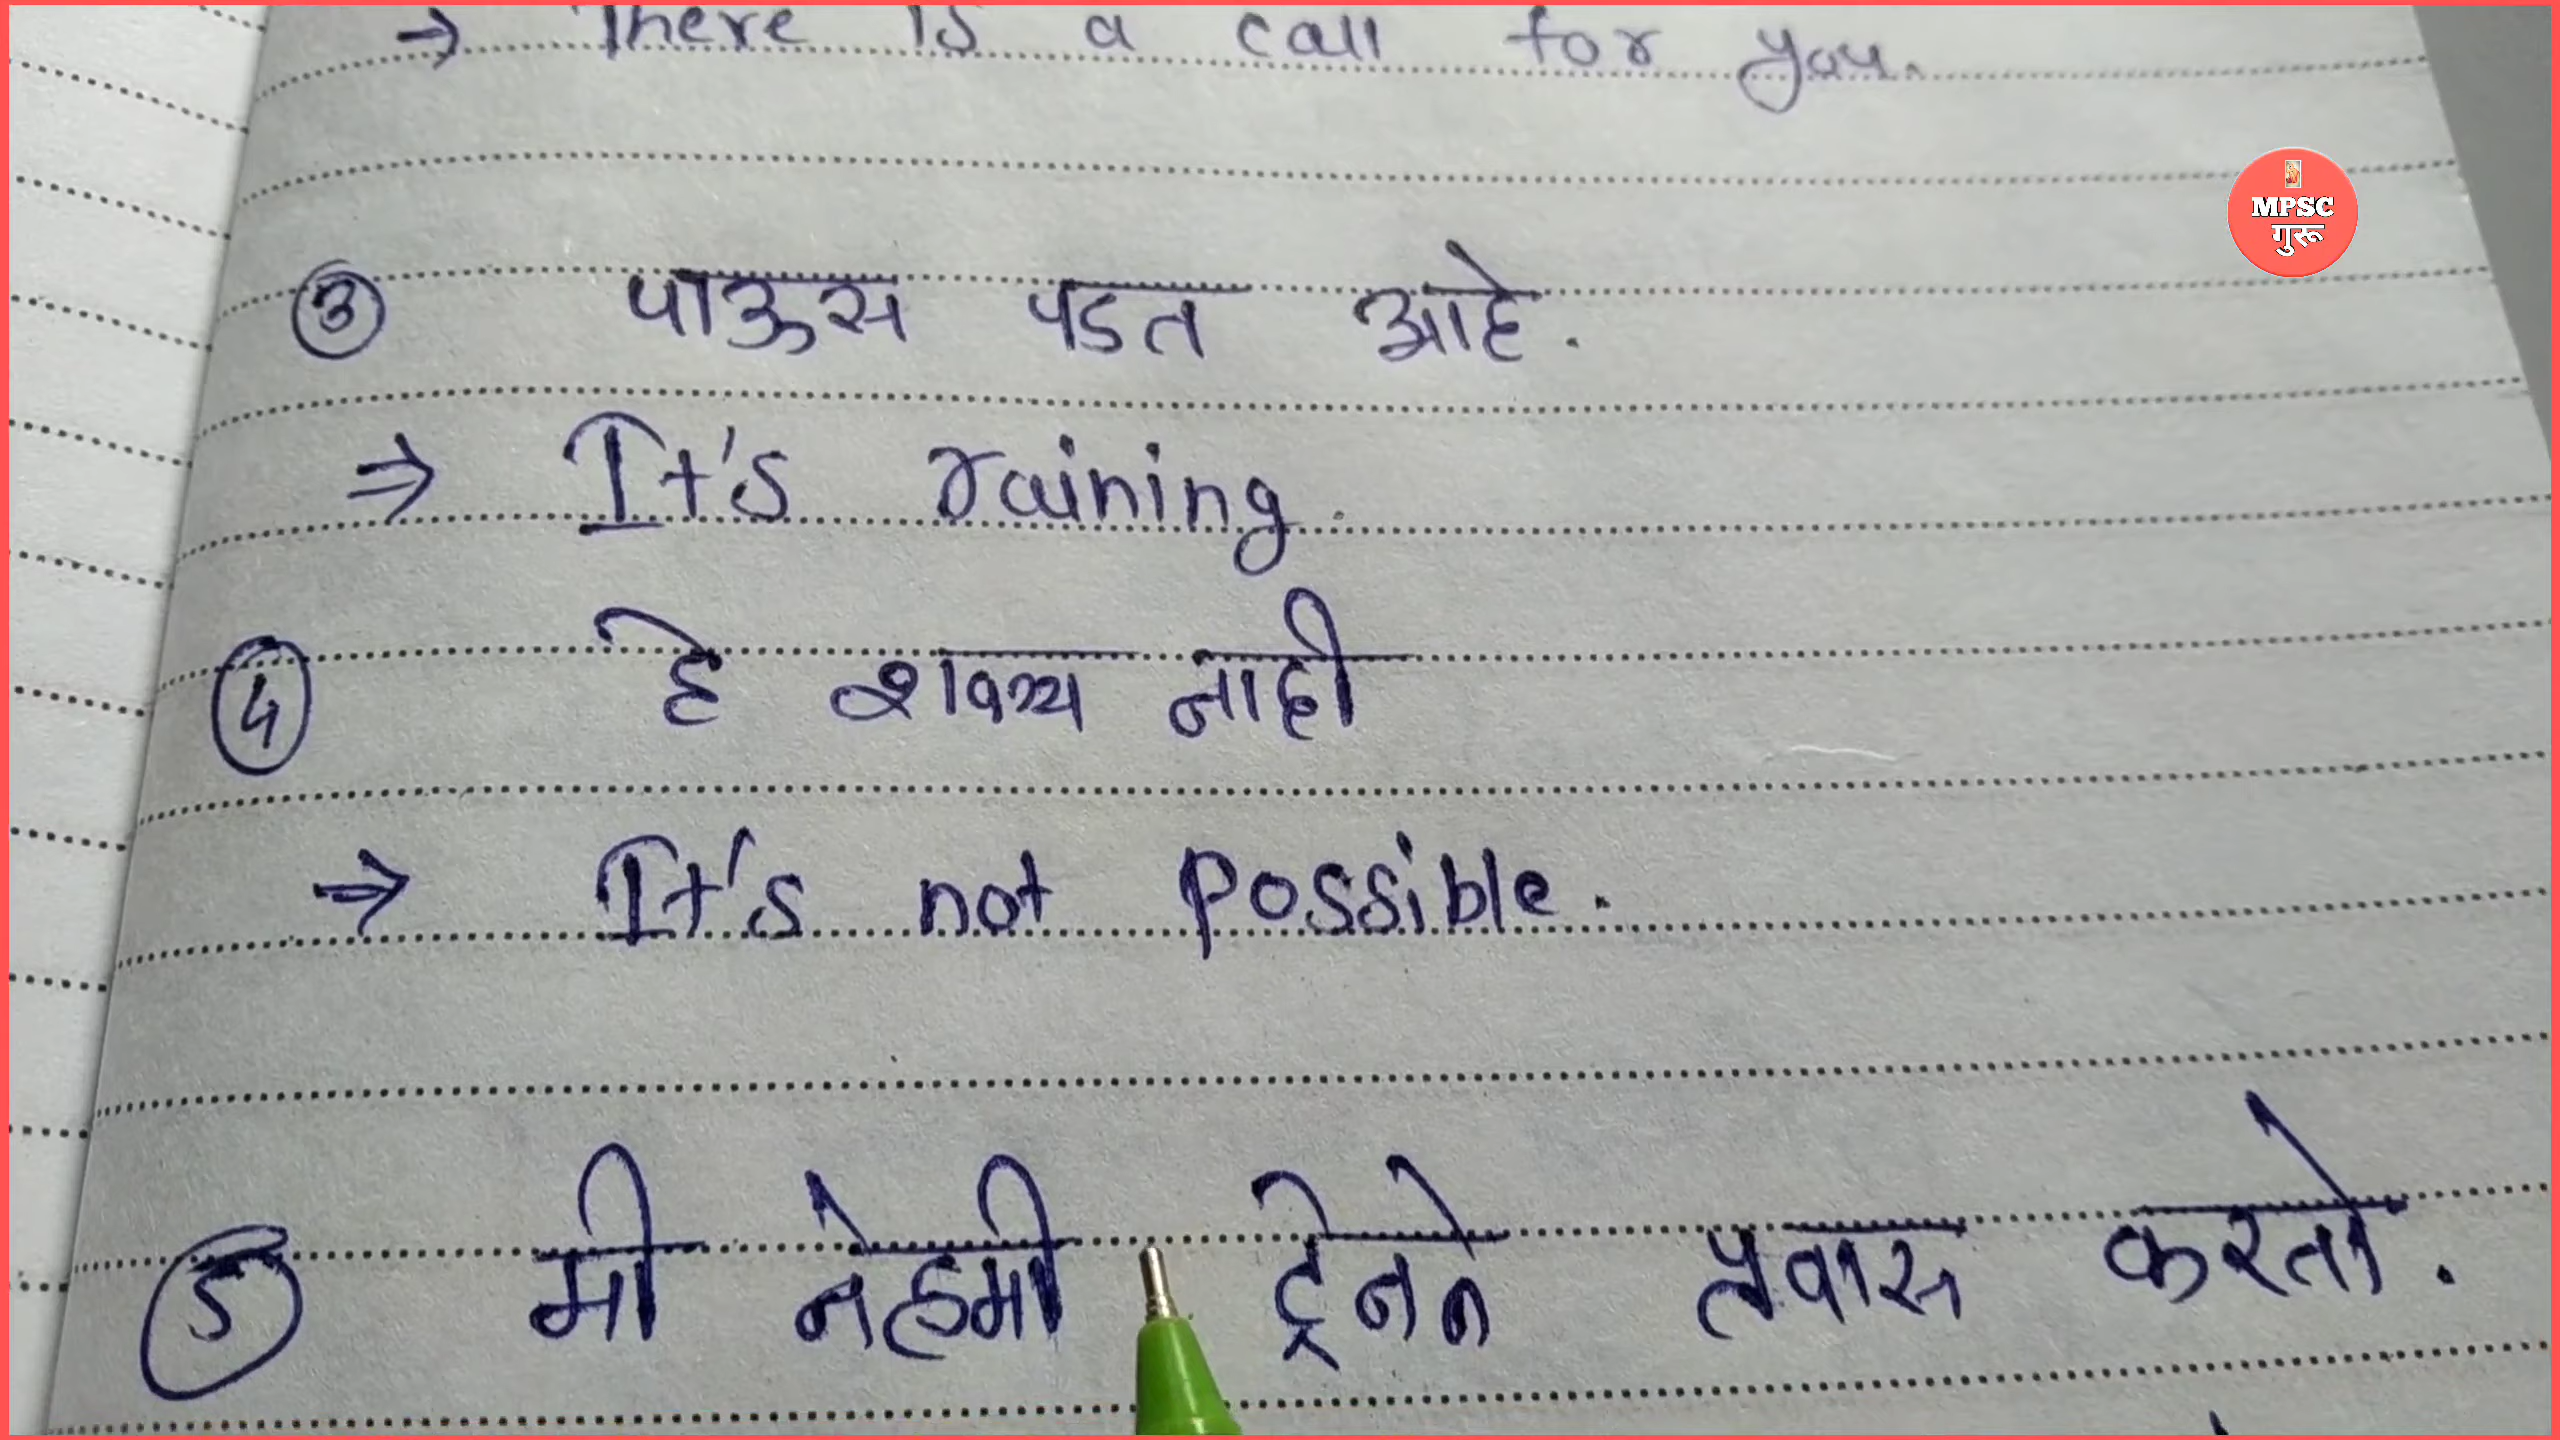 ⇒ There is a call for you.
③ पाऊस पडत आहे.
⇒ It's raining.
④ हे शक्य नाही
⇒ It's not possible.
⑤ मी नेहमी ट्रेनने प्रवास करतो.
MPSC
गुरू